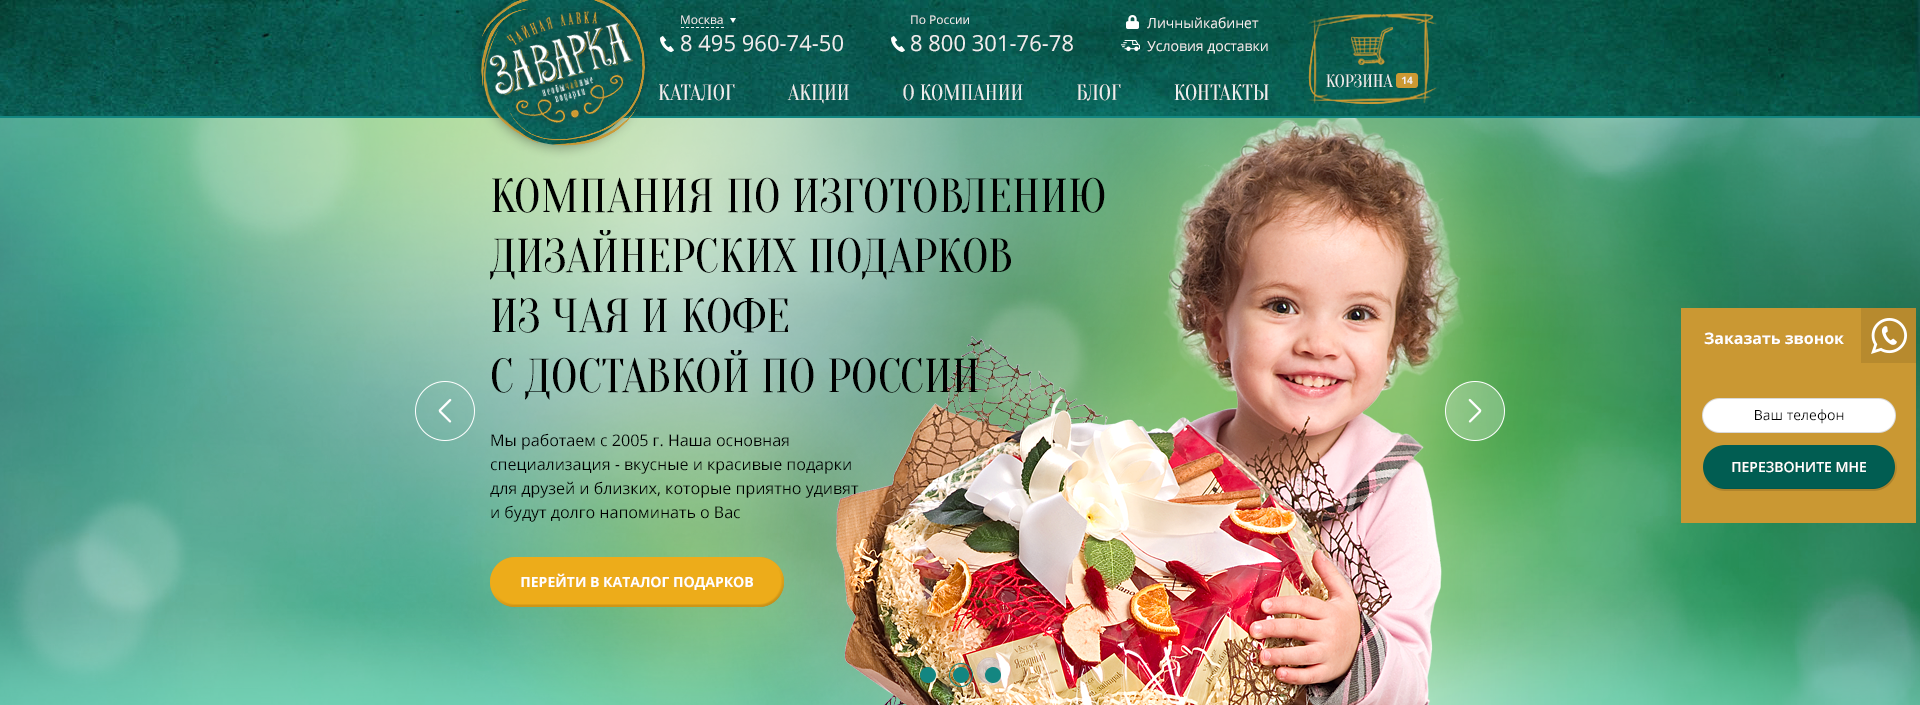 ЧАЙНАЯ ЛАВКА
ЗАВАРКА
необыЧАЙные
подарки
Москва
8 495 960-74-50
По России
8 800 301-76-78
Личныйкабинет
Условия доставки
КОРЗИНА 14
КАТАЛОГ АКЦИИ О КОМПАНИИ БЛОГ КОНТАКТЫ
КОМПАНИЯ ПО ИЗГОТОВЛЕНИЮ
ДИЗАЙНЕРСКИХ ПОДАРКОВ
ИЗ ЧАЯ И КОФЕ
С ДОСТАВКОЙ ПО РОССИИ
Мы работаем с 2005 г. Наша основная
специализация - вкусные и красивые подарки
для друзей и близких, которые приятно удивят
и будут долго напоминать о Вас
ПЕРЕЙТИ В КАТАЛОГ ПОДАРКОВ
Заказать звонок
Ваш телефон
ПЕРЕЗВОНИТЕ МНЕ